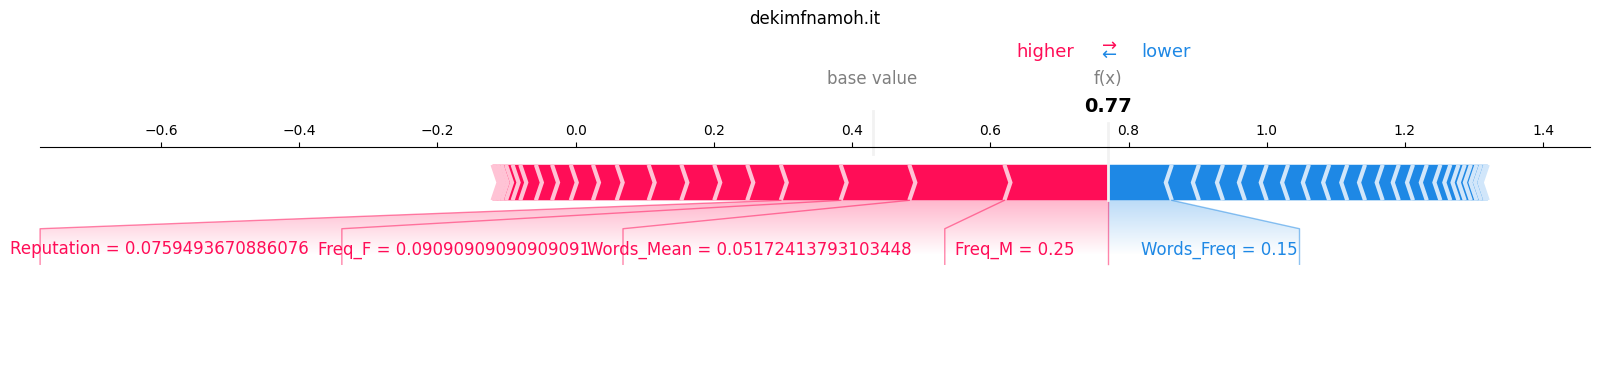 dekimfnamoh.it
higher → lower
←
base value f(x)
0.77
−0.6 −0.4 −0.2 0.0 0.2 0.4 0.6 0.8 1.0 1.2 1.4
Reputation = 0.0759493670886076 Freq_F = 0.09090909090909091 Words_Mean = 0.05172413793103448 Freq_M = 0.25 Words_Freq = 0.15